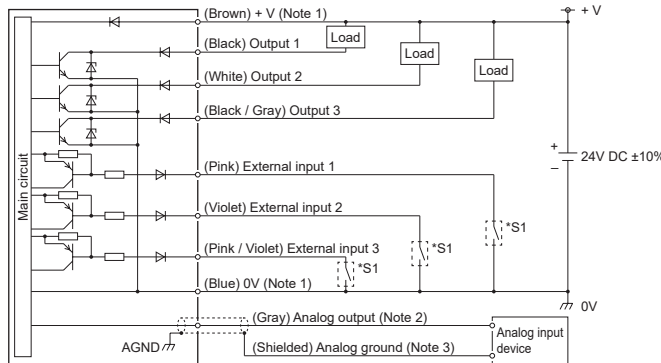 (Brown) + V (Note 1)
+ V
(Black) Output 1
Load
(White) Output 2
Load
(Black / Gray) Output 3
Load
Main circuit
+
24V DC ±10%
–
(Pink) External input 1
(Violet) External input 2
*S1
(Pink / Violet) External input 3
*S1
*S1
(Blue) 0V (Note 1)
0V
(Gray) Analog output (Note 2)
Analog input
device
AGND
(Shielded) Analog ground (Note 3)